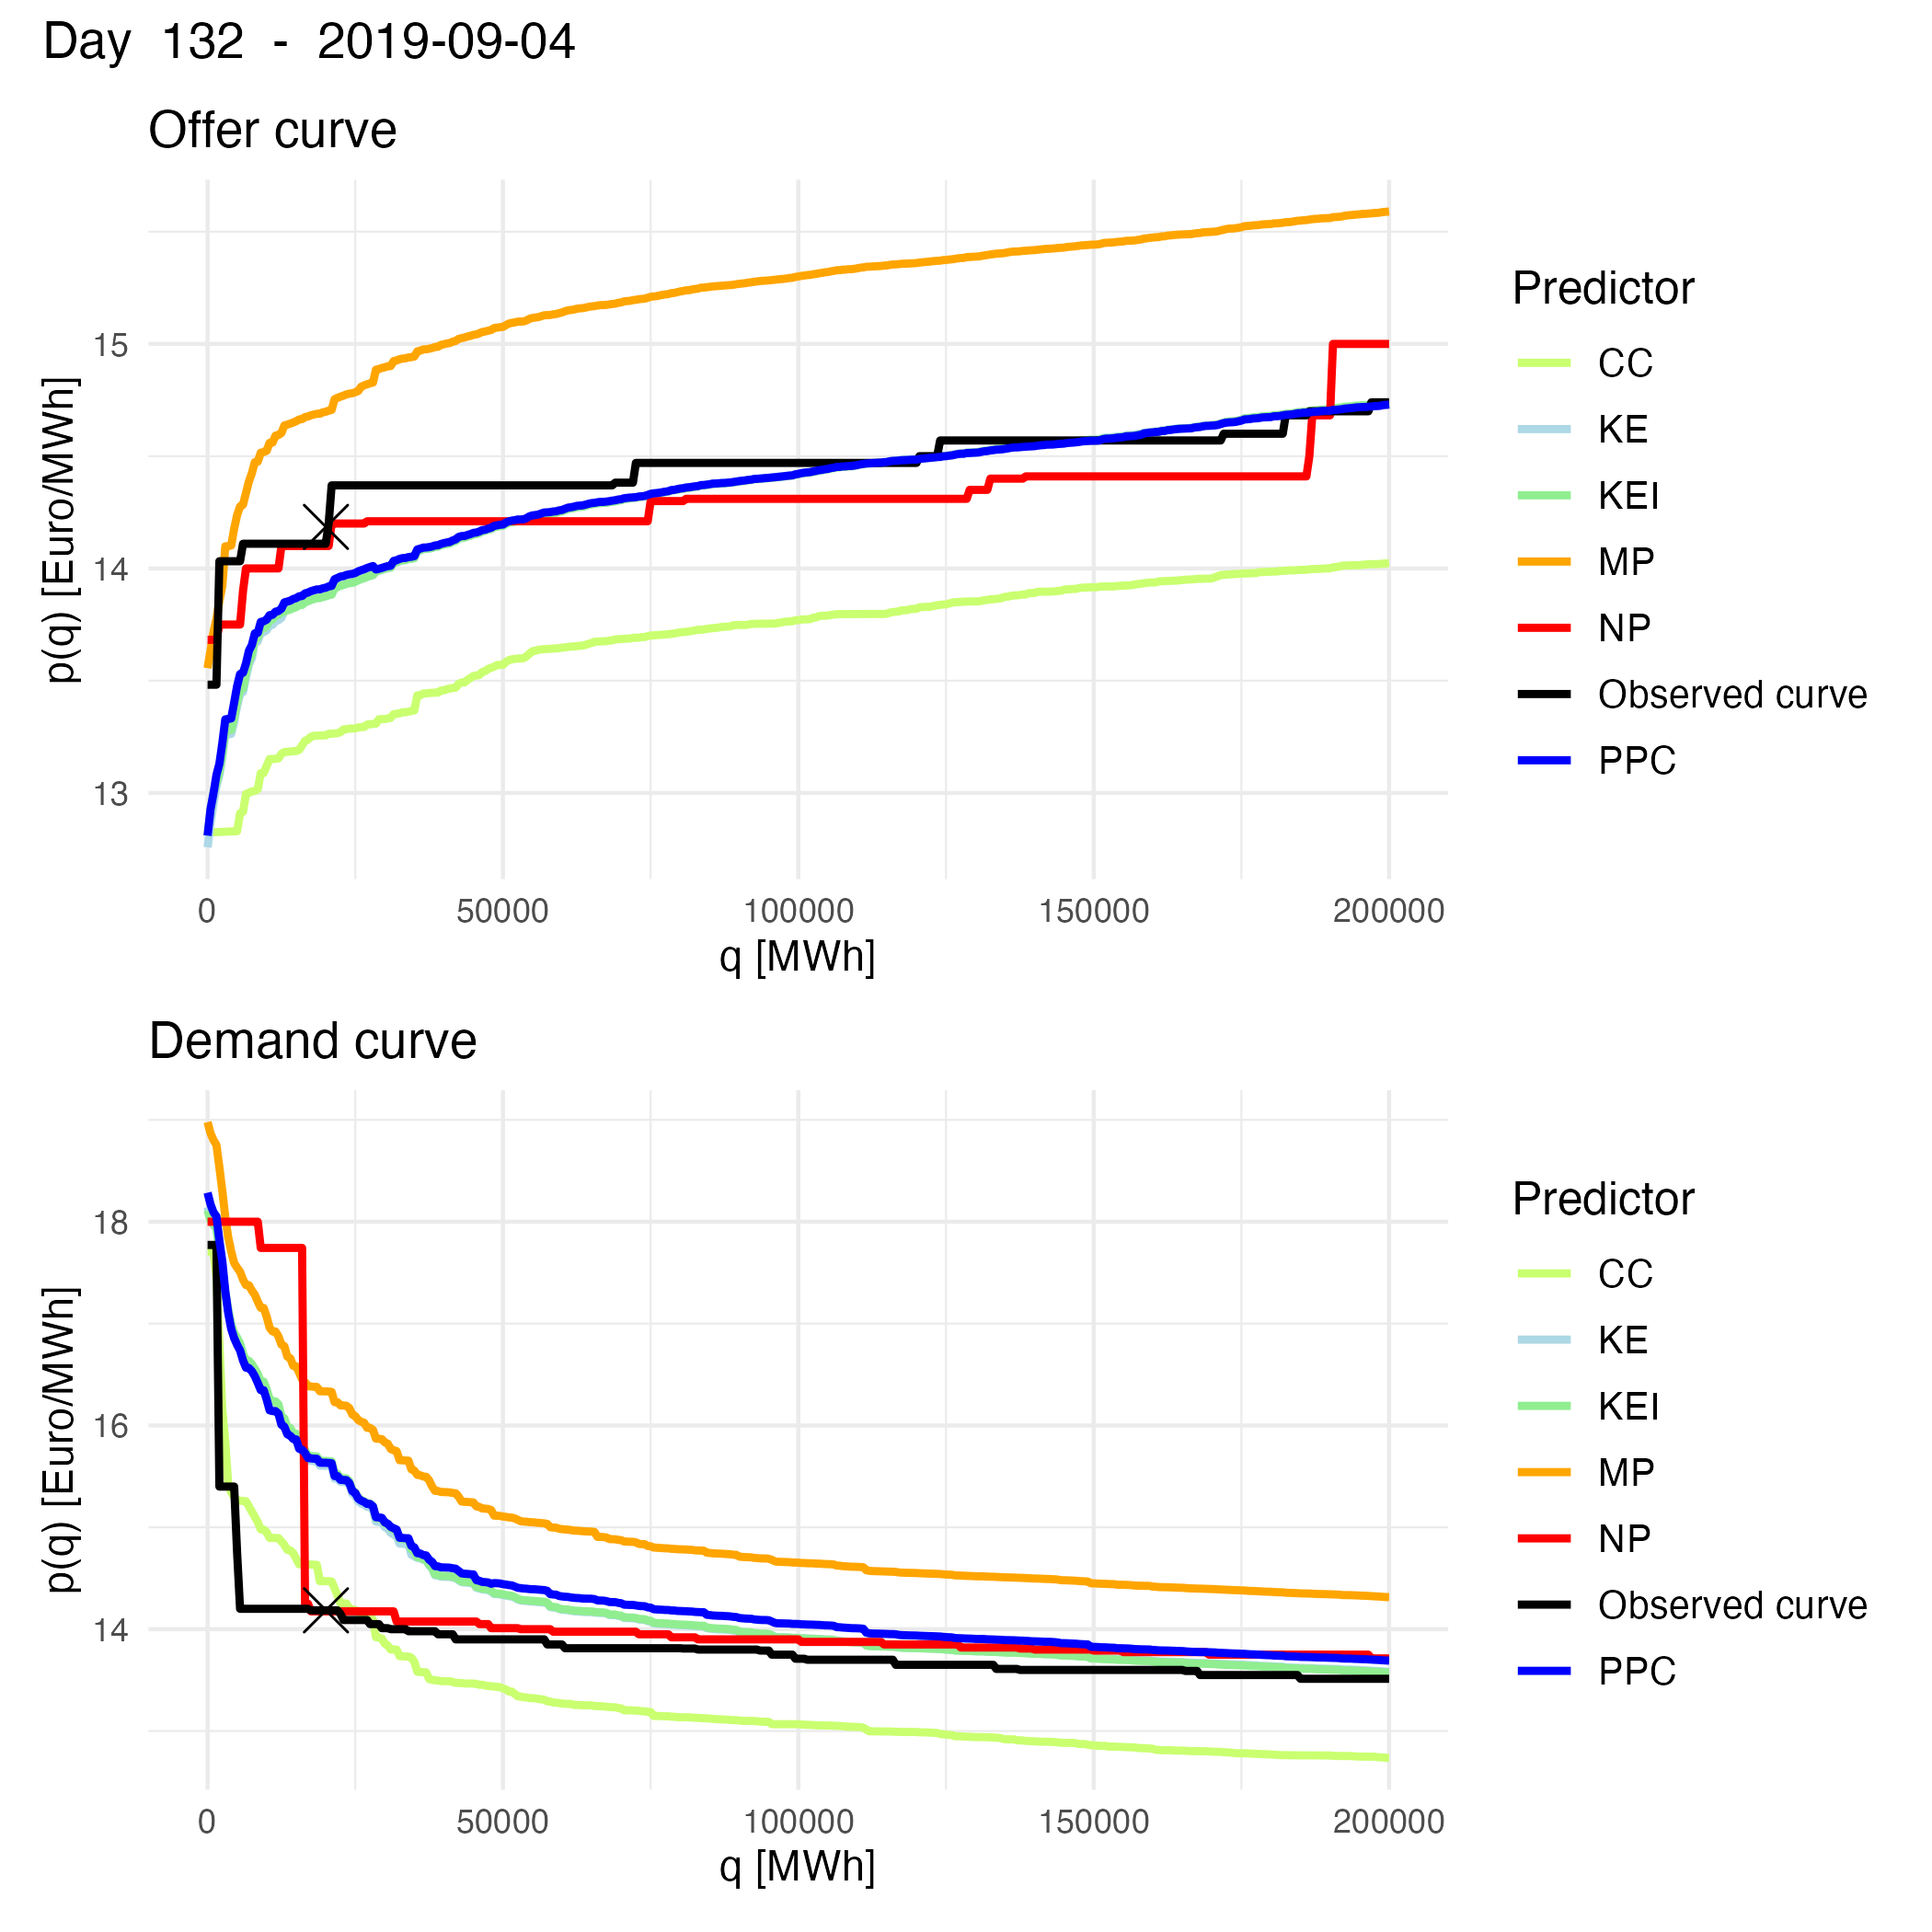 Day 132 - 2019-09-04
Offer curve
p(q) [Euro/MWh]
15
14
13
0 50000 100000 150000 200000
q [MWh]
Predictor
CC
KE
KEI
MP
NP
Observed curve
PPC
Demand curve
p(q) [Euro/MWh]
18
16
14
0 50000 100000 150000 200000
q [MWh]
Predictor
CC
KE
KEI
MP
NP
Observed curve
PPC